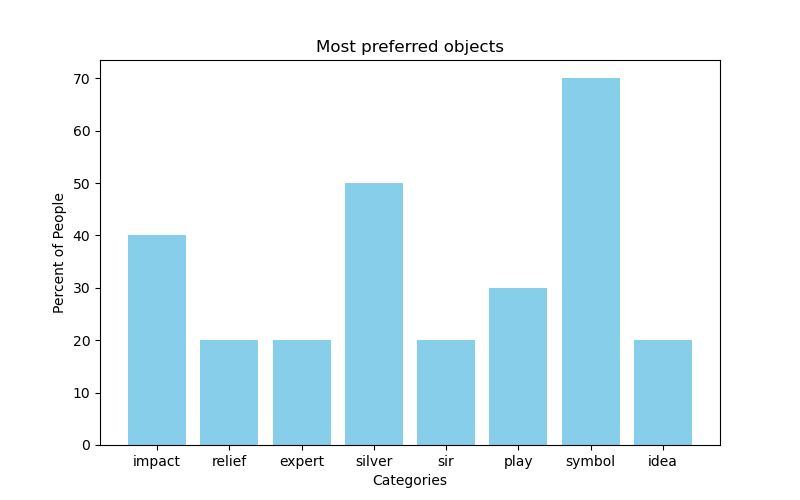 Most preferred objects
Percent of People
70
60
50
40
30
20
10
0
impact relief expert silver sir play symbol idea
Categories